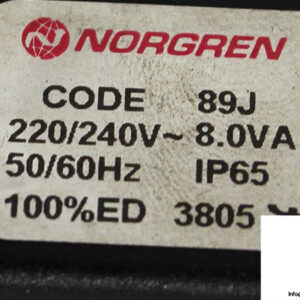 NORGREN
CODE 89J
220/240V~ 8.0VA
50/60Hz IP65
100%ED 3805